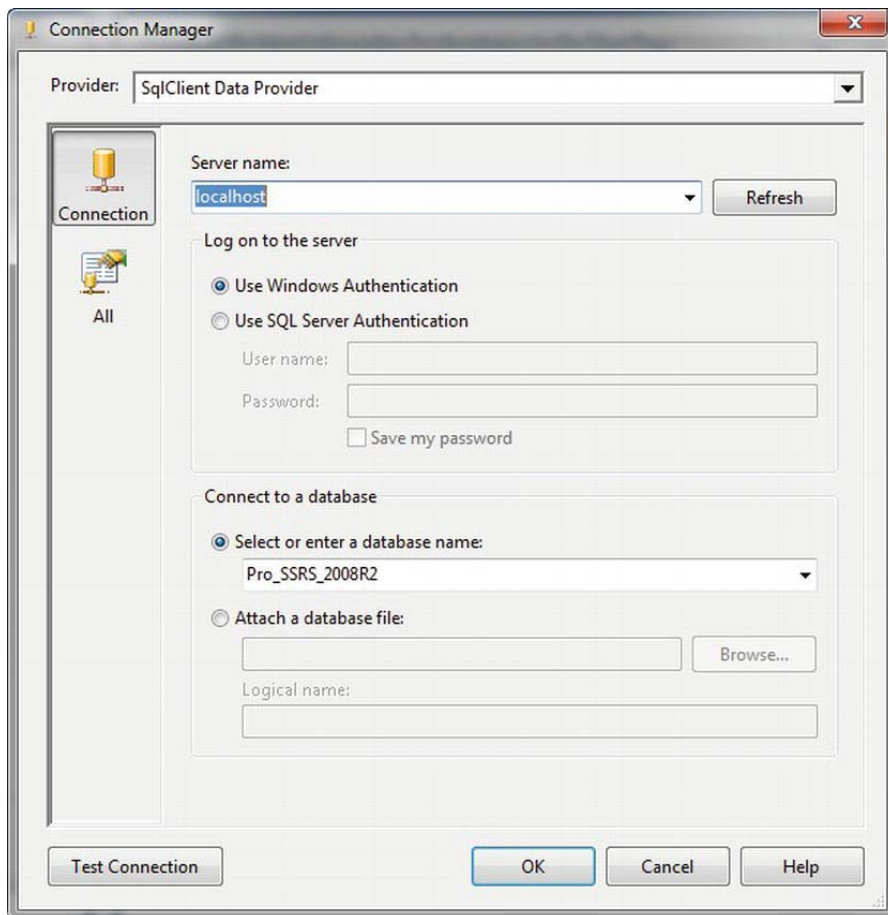 Connection Manager
Provider: SqlClient Data Provider
Connection
All
Server name:
localhost
Refresh
Log on to the server
Use Windows Authentication
Use SQL Server Authentication
User name:
Password:
Save my password
Connect to a database
Select or enter a database name:
Pro_SSRS_2008R2
Attach a database file:
Browse...
Logical name:
Test Connection OK Cancel Help